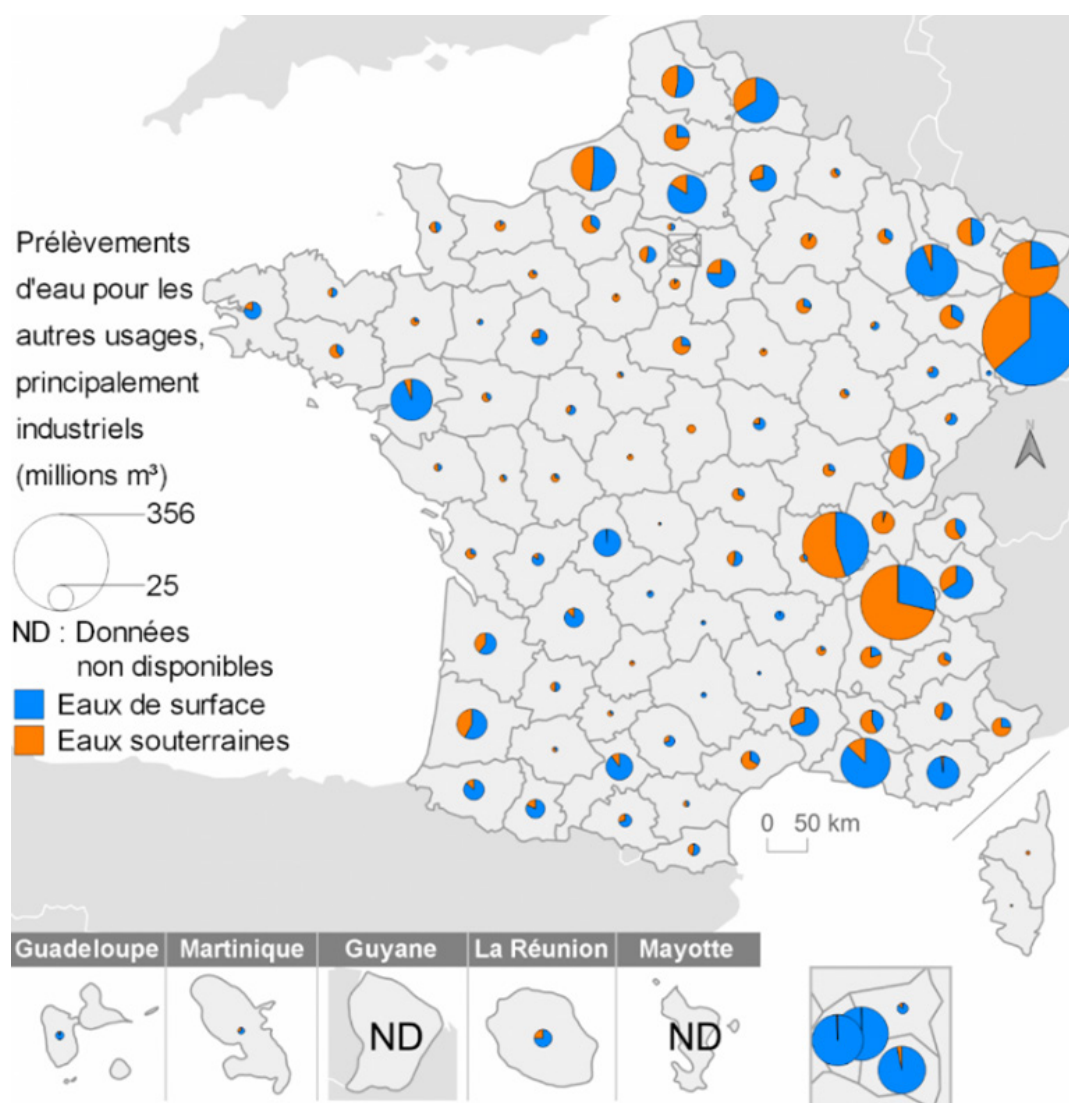 Prélèvements
d'eau pour les
autres usages,
principalement
industriels
(millions m³)
356
25
ND : Données
non disponibles
Eaux de surface
Eaux souterraines
N
0 50 km
Guadeloupe
Martinique
Guyane
La Réunion
Mayotte
ND
ND